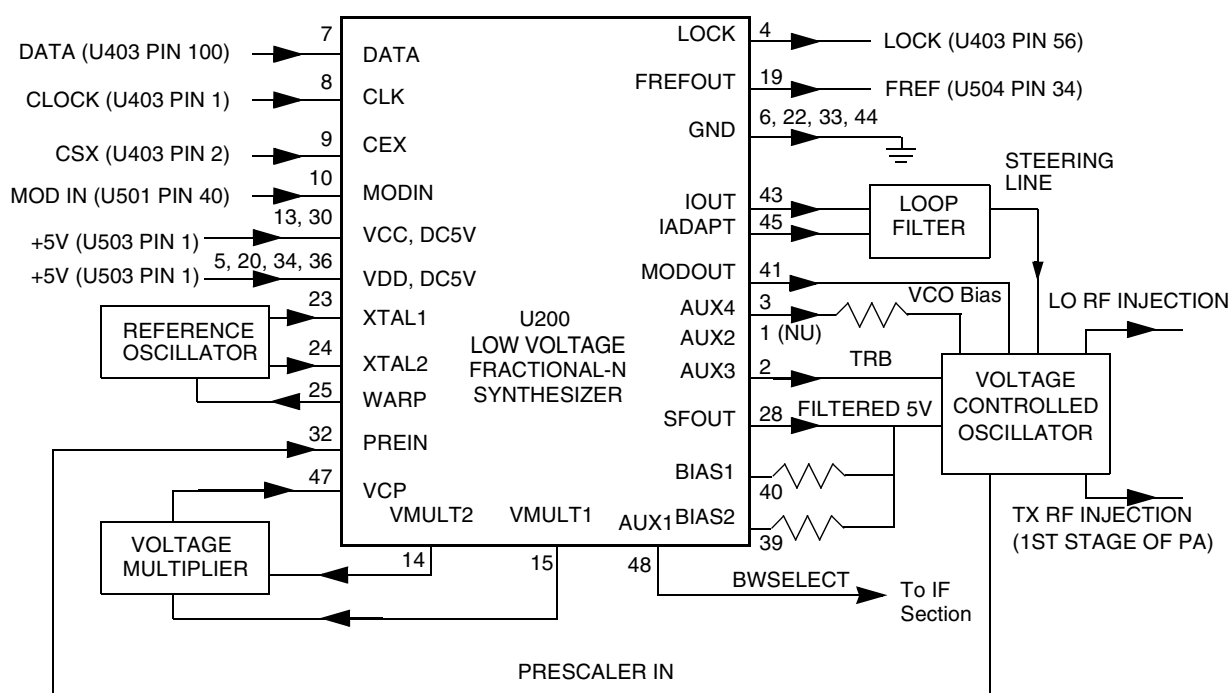 7
DATA (U403 PIN 100)
DATA
8
CLOCK (U403 PIN 1)
CLK
9
CSX (U403 PIN 2)
CEX
10
MOD IN (U501 PIN 40)
MODIN
13, 30
+5V (U503 PIN 1)
VCC, DC5V
5, 20, 34, 36
+5V (U503 PIN 1)
VDD, DC5V
23
XTAL1
REFERENCE
OSCILLATOR
24
XTAL2
25
WARP
32
PREIN
47
VCP
VOLTAGE
MULTIPLIER
VMULT2
14
VMULT1
15
AUX1
48
BWSELECT
To IF
Section
U200
LOW VOLTAGE
FRACTIONAL-N
SYNTHESIZER
LOCK
4
LOCK (U403 PIN 56)
FREFOUT
19
FREF (U504 PIN 34)
GND
6, 22, 33, 44
STEERING
LINE
IOUT
43
IADAPT
45
LOOP
FILTER
MODOUT
41
AUX4
3
VCO Bias
AUX2
1 (NU)
AUX3
2
TRB
SFOUT
28
FILTERED 5V
BIAS1
40
BIAS2
39
LO RF INJECTION
VOLTAGE
CONTROLLED
OSCILLATOR
TX RF INJECTION
(1ST STAGE OF PA)
PRESCALER IN